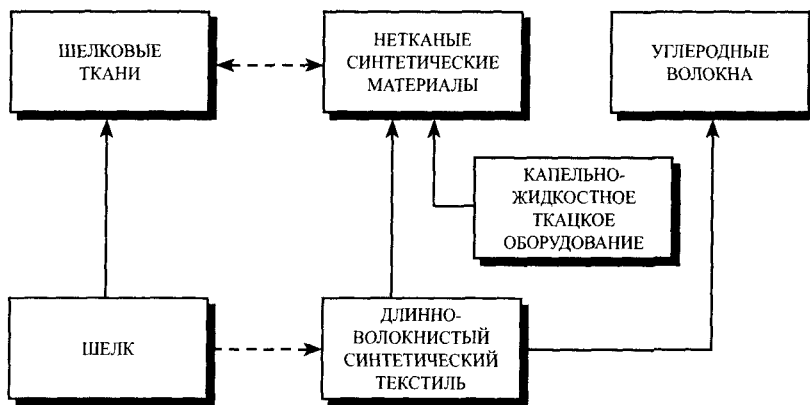 ШЕЛКОВЫЕ
ТКАНИ
НЕТКАНЫЕ
СИНТЕТИЧЕСКИЕ
МАТЕРИАЛЫ
УГЛЕРОДНЫЕ
ВОЛОКНА
КАПЕЛЬНО-
ЖИДКОСТНОЕ
ТКАЦКОЕ
ОБОРУДОВАНИЕ
ШЕЛК
ДЛИННО-
ВОЛОКНИСТЫЙ
СИНТЕТИЧЕСКИЙ
ТЕКСТИЛЬ